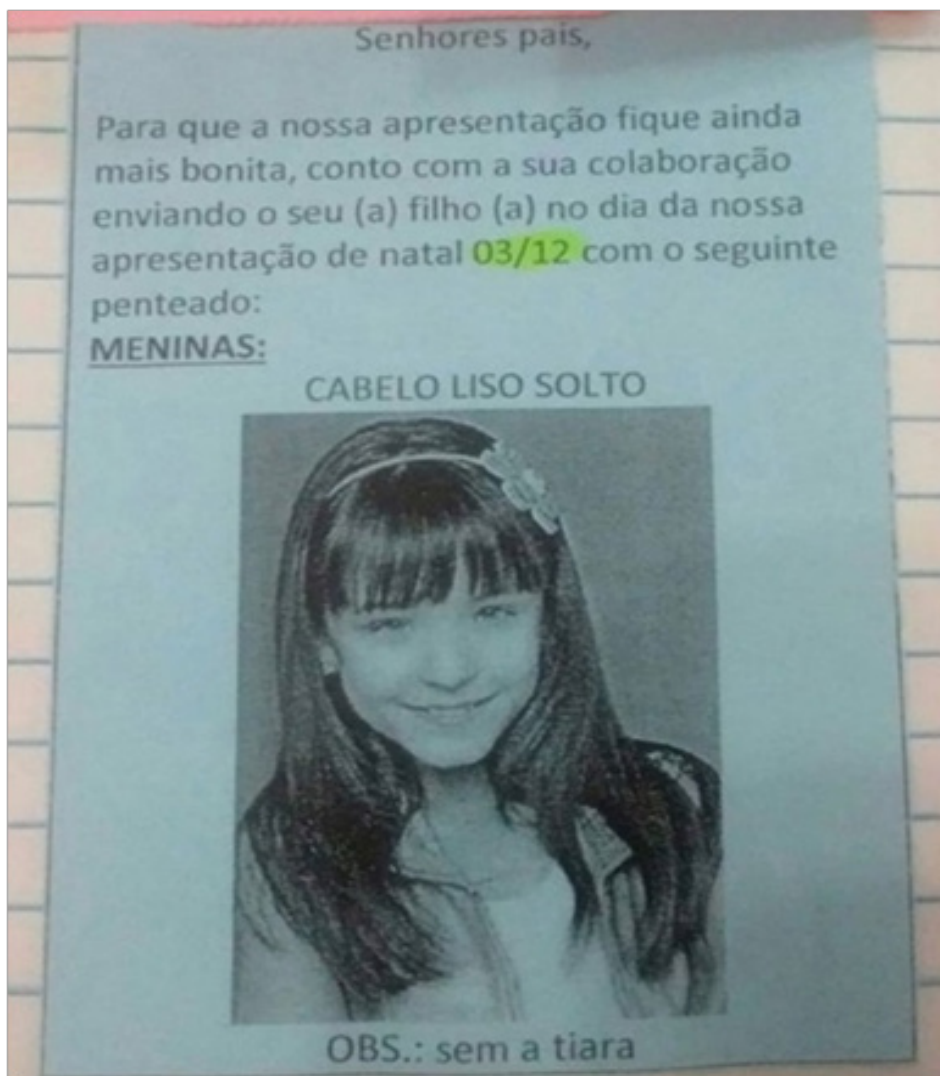 Senhores pais,
Para que a nossa apresentação fique ainda
mais bonita, conto com a sua colaboração
enviando o seu (a) filho (a) no dia da nossa
apresentação de natal 03/12 com o seguinte
penteado:
MENINAS:
CABELO LISO SOLTO
OBS.: sem a tiara